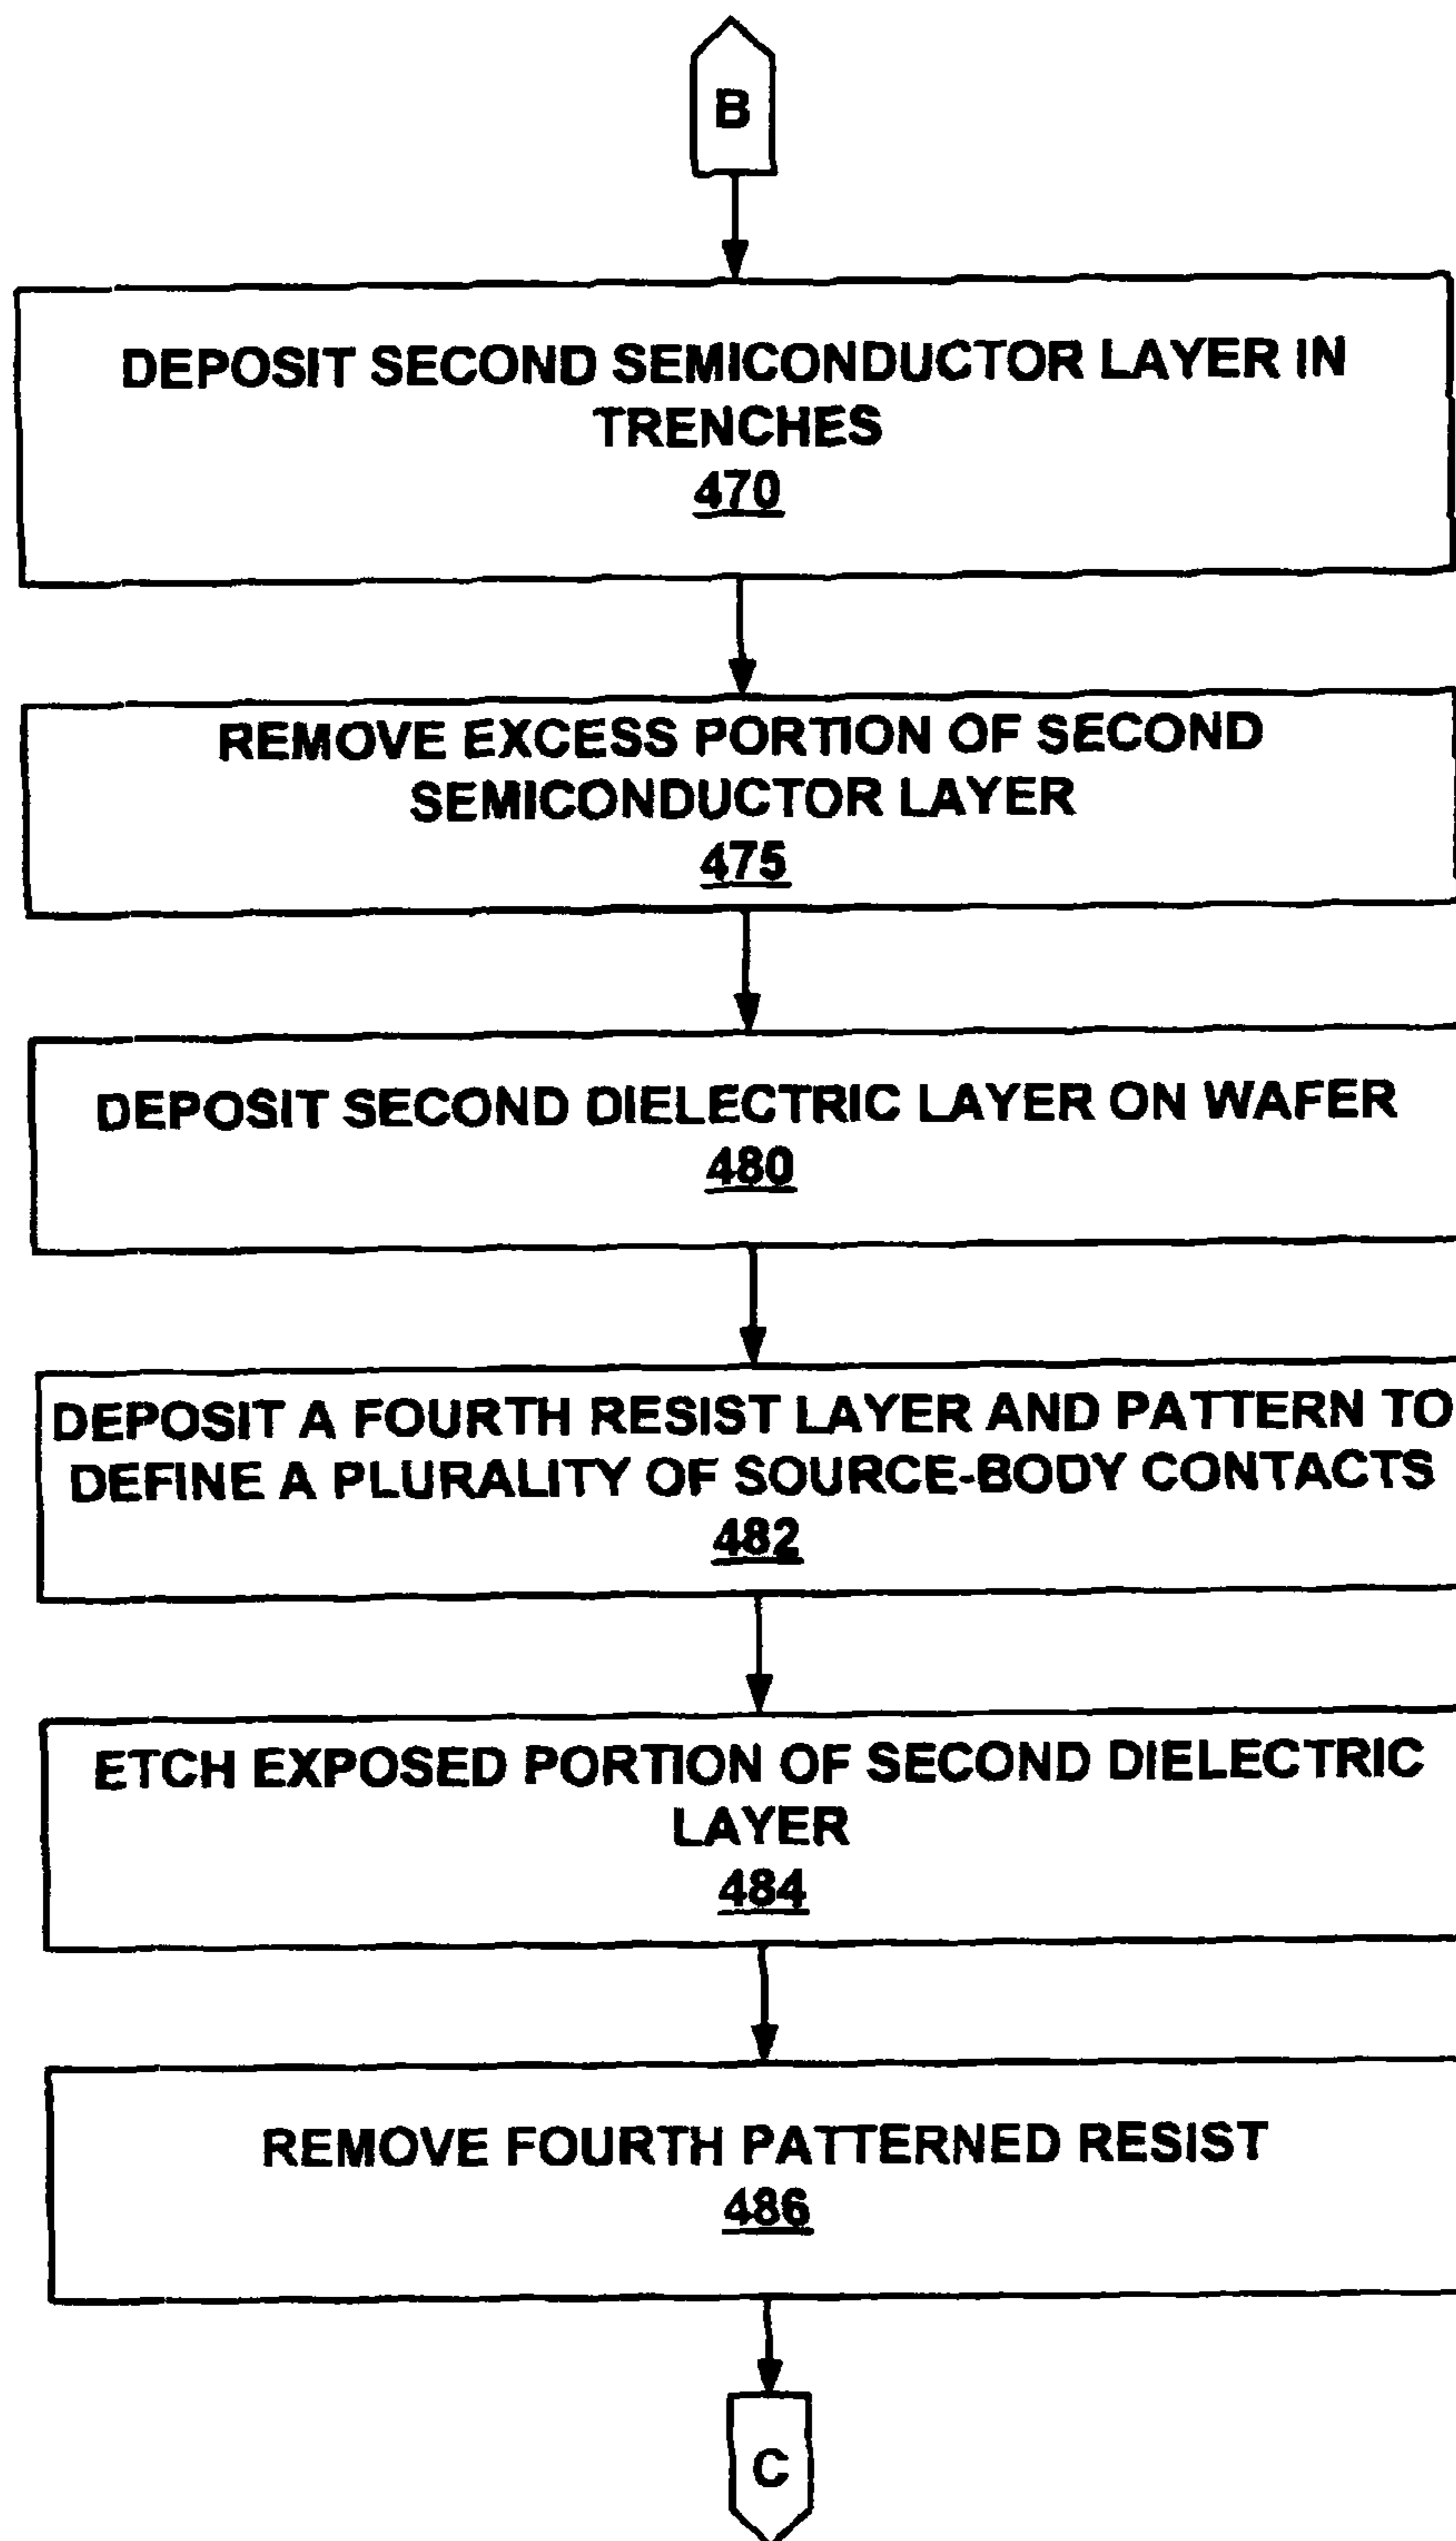 B
DEPOSIT SECOND SEMICONDUCTOR LAYER IN
TRENCHES
470
REMOVE EXCESS PORTION OF SECOND
SEMICONDUCTOR LAYER
475
DEPOSIT SECOND DIELECTRIC LAYER ON WAFER
480
DEPOSIT A FOURTH RESIST LAYER AND PATTERN TO
DEFINE A PLURALITY OF SOURCE-BODY CONTACTS
482
ETCH EXPOSED PORTION OF SECOND DIELECTRIC
LAYER
484
REMOVE FOURTH PATTERNED RESIST
486
C